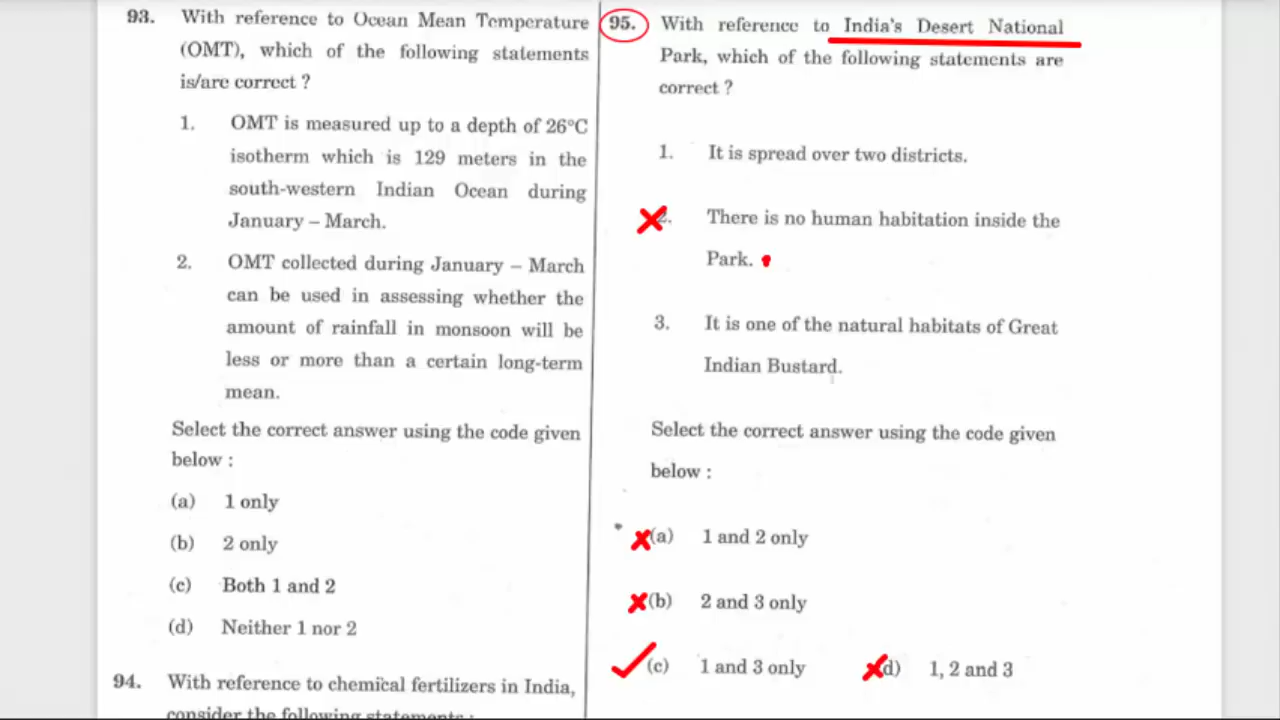 93. With reference to Ocean Mean Temperature
(OMT), which of the following statements
is/are correct ?
1. OMT is measured up to a depth of 26°C
isotherm which is 129 meters in the
south-western Indian Ocean during
January – March.
2. OMT collected during January – March
can be used in assessing whether the
amount of rainfall in monsoon will be
less or more than a certain long-term
mean.
Select the correct answer using the code given
below :
(a) 1 only
(b) 2 only
(c) Both 1 and 2
(d) Neither 1 nor 2
94. With reference to chemical fertilizers in India,
consider the following statements :
95. With reference to India's Desert National
Park, which of the following statements are
correct ?
1. It is spread over two districts.
2. There is no human habitation inside the
Park.
3. It is one of the natural habitats of Great
Indian Bustard.
Select the correct answer using the code given
below :
(a) 1 and 2 only
(b) 2 and 3 only
(c) 1 and 3 only (d) 1, 2 and 3